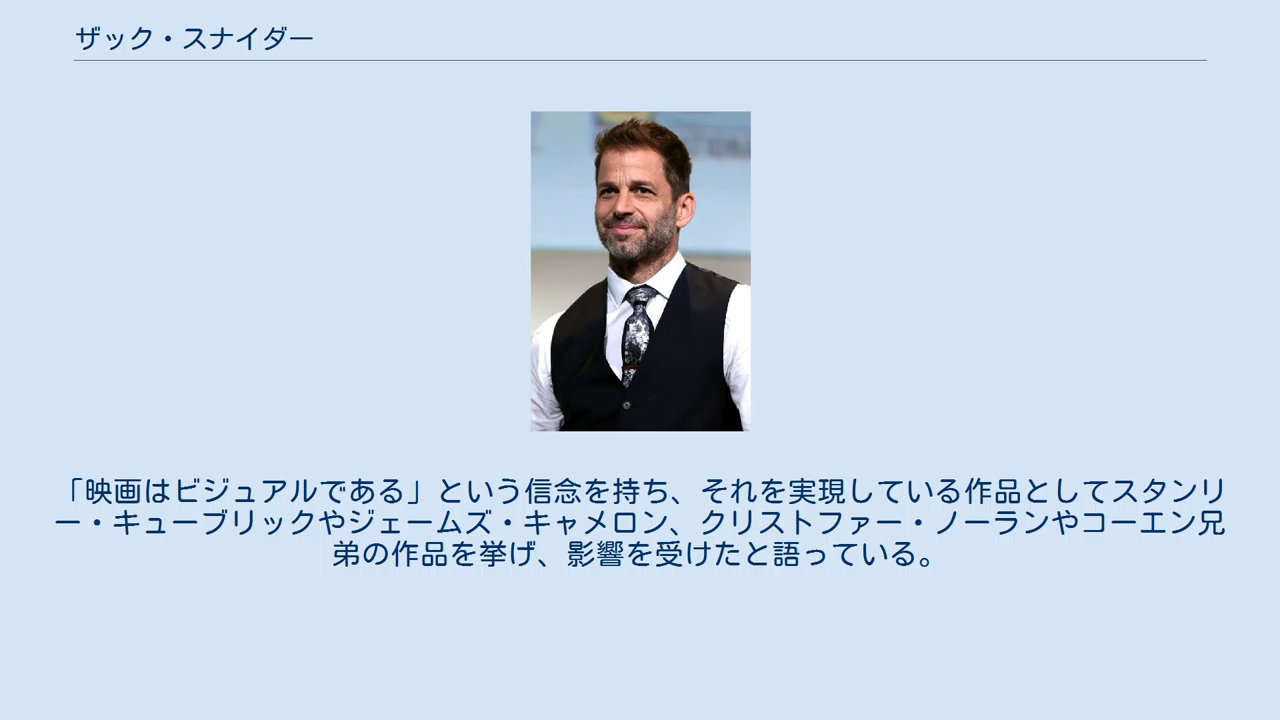 ザック・スナイダー
「映画はビジュアルである」という信念を持ち、それを実現している作品としてスタンリ
ー・キューブリックやジェームズ・キャメロン、クリストファー・ノーランやコーエン兄
弟の作品を挙げ、影響を受けたと語っている。